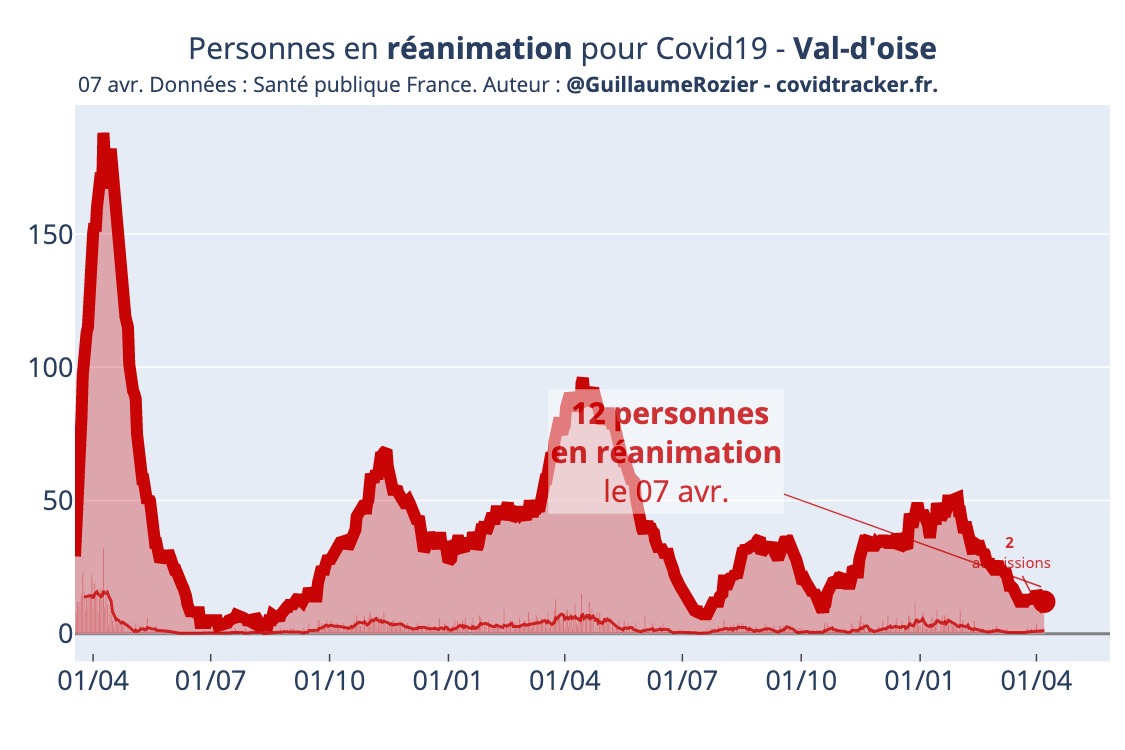 Personnes en réanimation pour Covid19 - Val-d'oise
07 avr. Données : Santé publique France. Auteur : @GuillaumeRozier - covidtracker.fr.
150
100
12 personnes
en réanimation
le 07 avr.
50
2
admissions
0
01/04 01/07 01/10 01/01 01/04 01/07 01/10 01/01 01/04